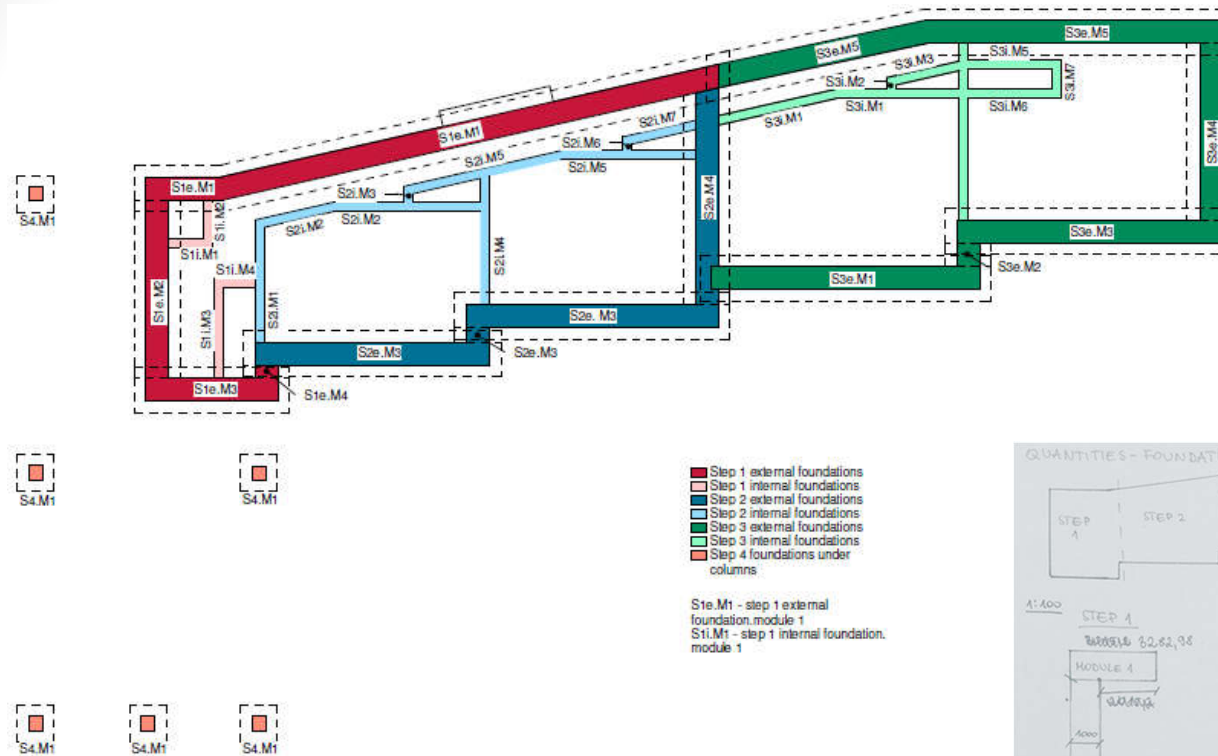 S3e.M5
S3e.M5
S3i.M5
S3i.M3
S3i.M2
S3i.M7
S3i.M1
S3i.M6
S3i.M1
S3e.M4
S1e.M1
S2i.M7
S2i.M6
S2i.M5
S2i.M5
S2e.M4
S1e.M1
S2i.M3
S4.M1
S1i.M2
S2i.M2
S2i.M2
S3e.M3
S1i.M1
S2i.M4
S3e.M2
S1i.M4
S3e.M1
S1e.M2
S2i.M1
S1i.M3
S2e. M3
S2e.M3
S2e.M3
S1e.M3
S1e.M4
S4.M1
S4.M1
Step 1 external foundations
Step 1 internal foundations
Step 2 external foundations
Step 2 internal foundations
Step 3 external foundations
Step 3 internal foundations
Step 4 foundations under
columns
S1e.M1 - step 1 external
foundation.module 1
S1i.M1 - step 1 internal foundation.
module 1
S4.M1
S4.M1
S4.M1
QUANTITIES - FOUNDAT
STEP
1
STEP 2
1:100
STEP 1
3282,98
MODULE 1
1000